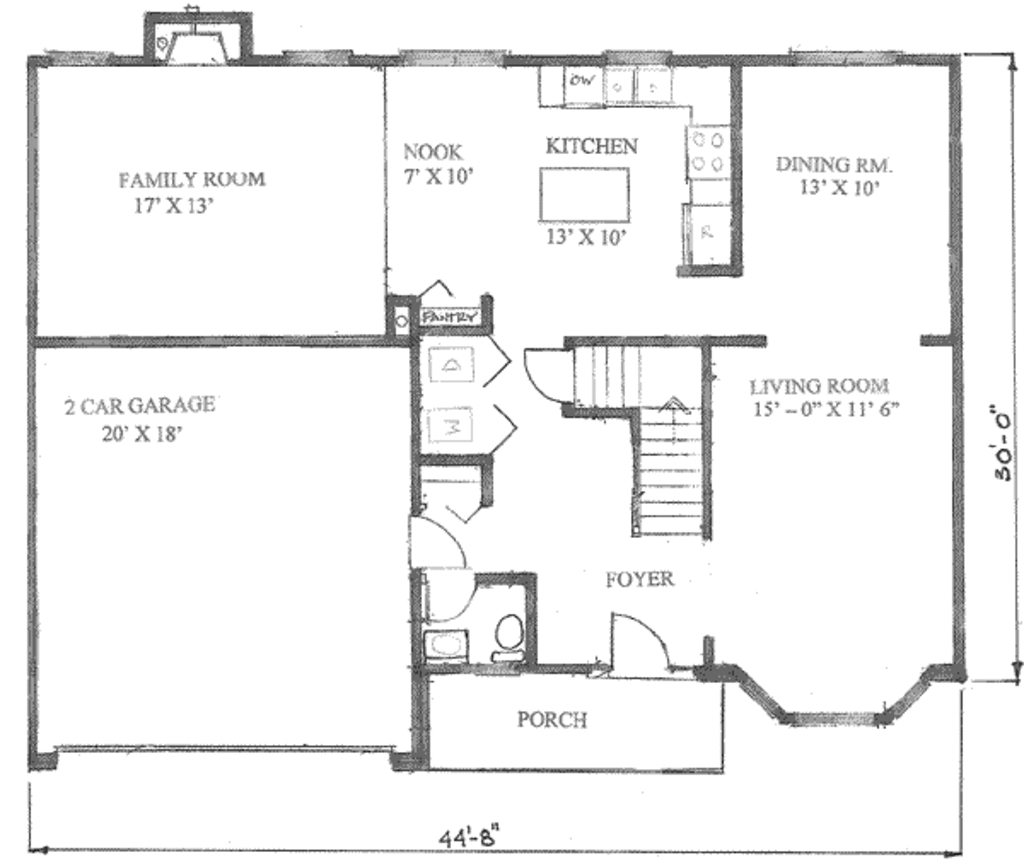 DW
FAMILY ROOM
17' X 13'
NOOK
7' X 10'
KITCHEN
13' X 10'
R
DINING RM.
13' X 10'
PANTRY
D
W
2 CAR GARAGE
20' X 18'
LIVING ROOM
15' – 0" X 11' 6"
30'-0"
FOYER
PORCH
44'-8"